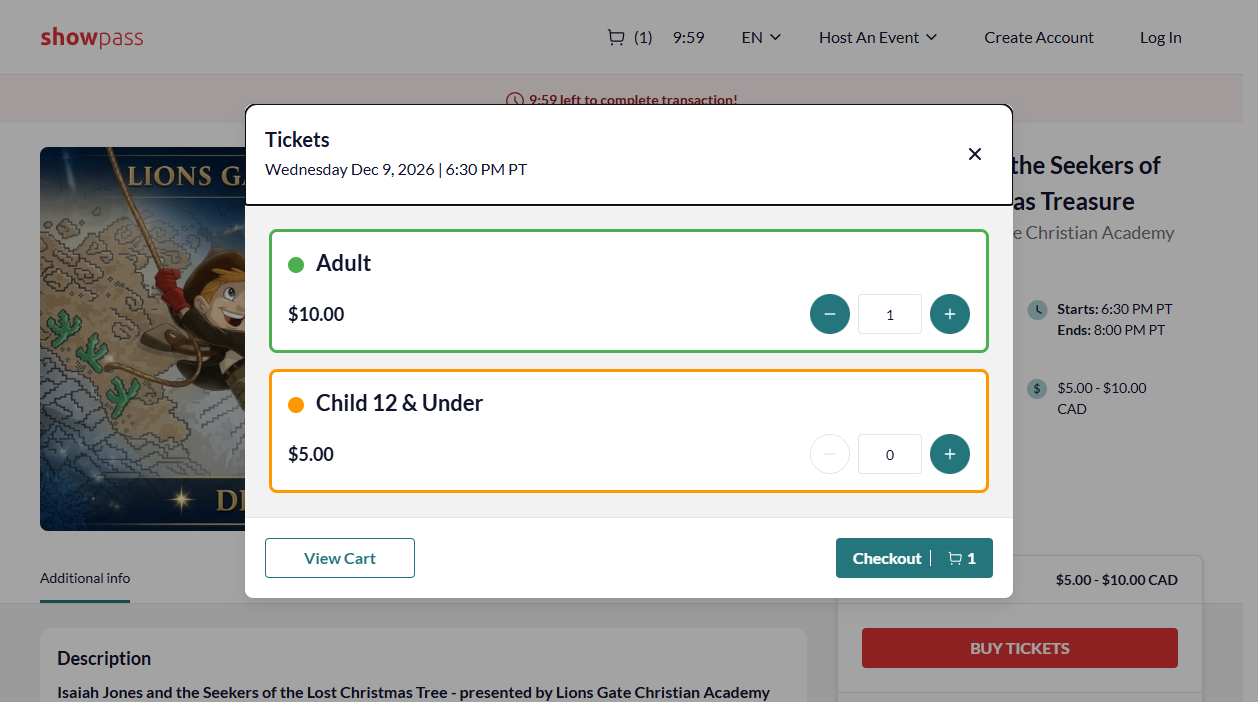 showpass
(1) 9:59 EN Host An Event Create Account Log In
9:59 left to complete transaction!
LIONS GA
the Seekers of
as Treasure
e Christian Academy
Tickets
Wednesday Dec 9, 2026 | 6:30 PM PT
Adult
$10.00
1
Child 12 & Under
$5.00
0
View Cart
Checkout | 1
Starts: 6:30 PM PT
Ends: 8:00 PM PT
$5.00 - $10.00
CAD
Additional info
$5.00 - $10.00 CAD
BUY TICKETS
Description
Isaiah Jones and the Seekers of the Lost Christmas Tree - presented by Lions Gate Christian Academy